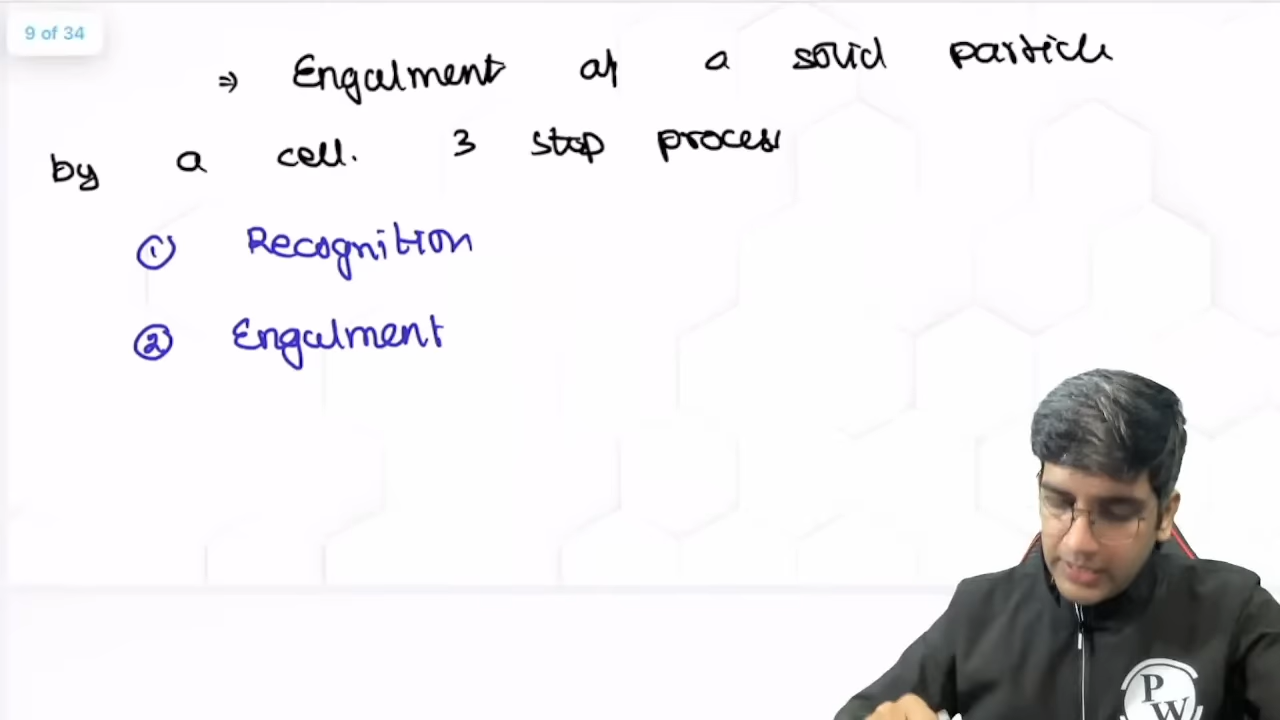 9 of 34
⇒ Engulment of a solid particle
by a cell. 3 step process
① Recognition
② Engulment
P
W